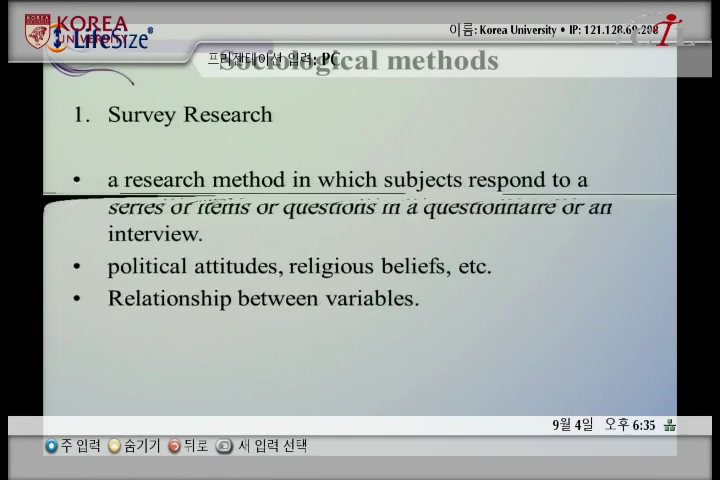 KOREA
UNIVERSITY
LifeSize®
이름: Korea University • IP: 121.128.69.208
프리젠테이션 입력: PC
Sociological methods
1. Survey Research
• a research method in which subjects respond to a
series of items or questions in a questionnaire or an
interview.
• political attitudes, religious beliefs, etc.
• Relationship between variables.
9월 4일 오후 6:35
주 입력 숨기기 뒤로 새 입력 선택